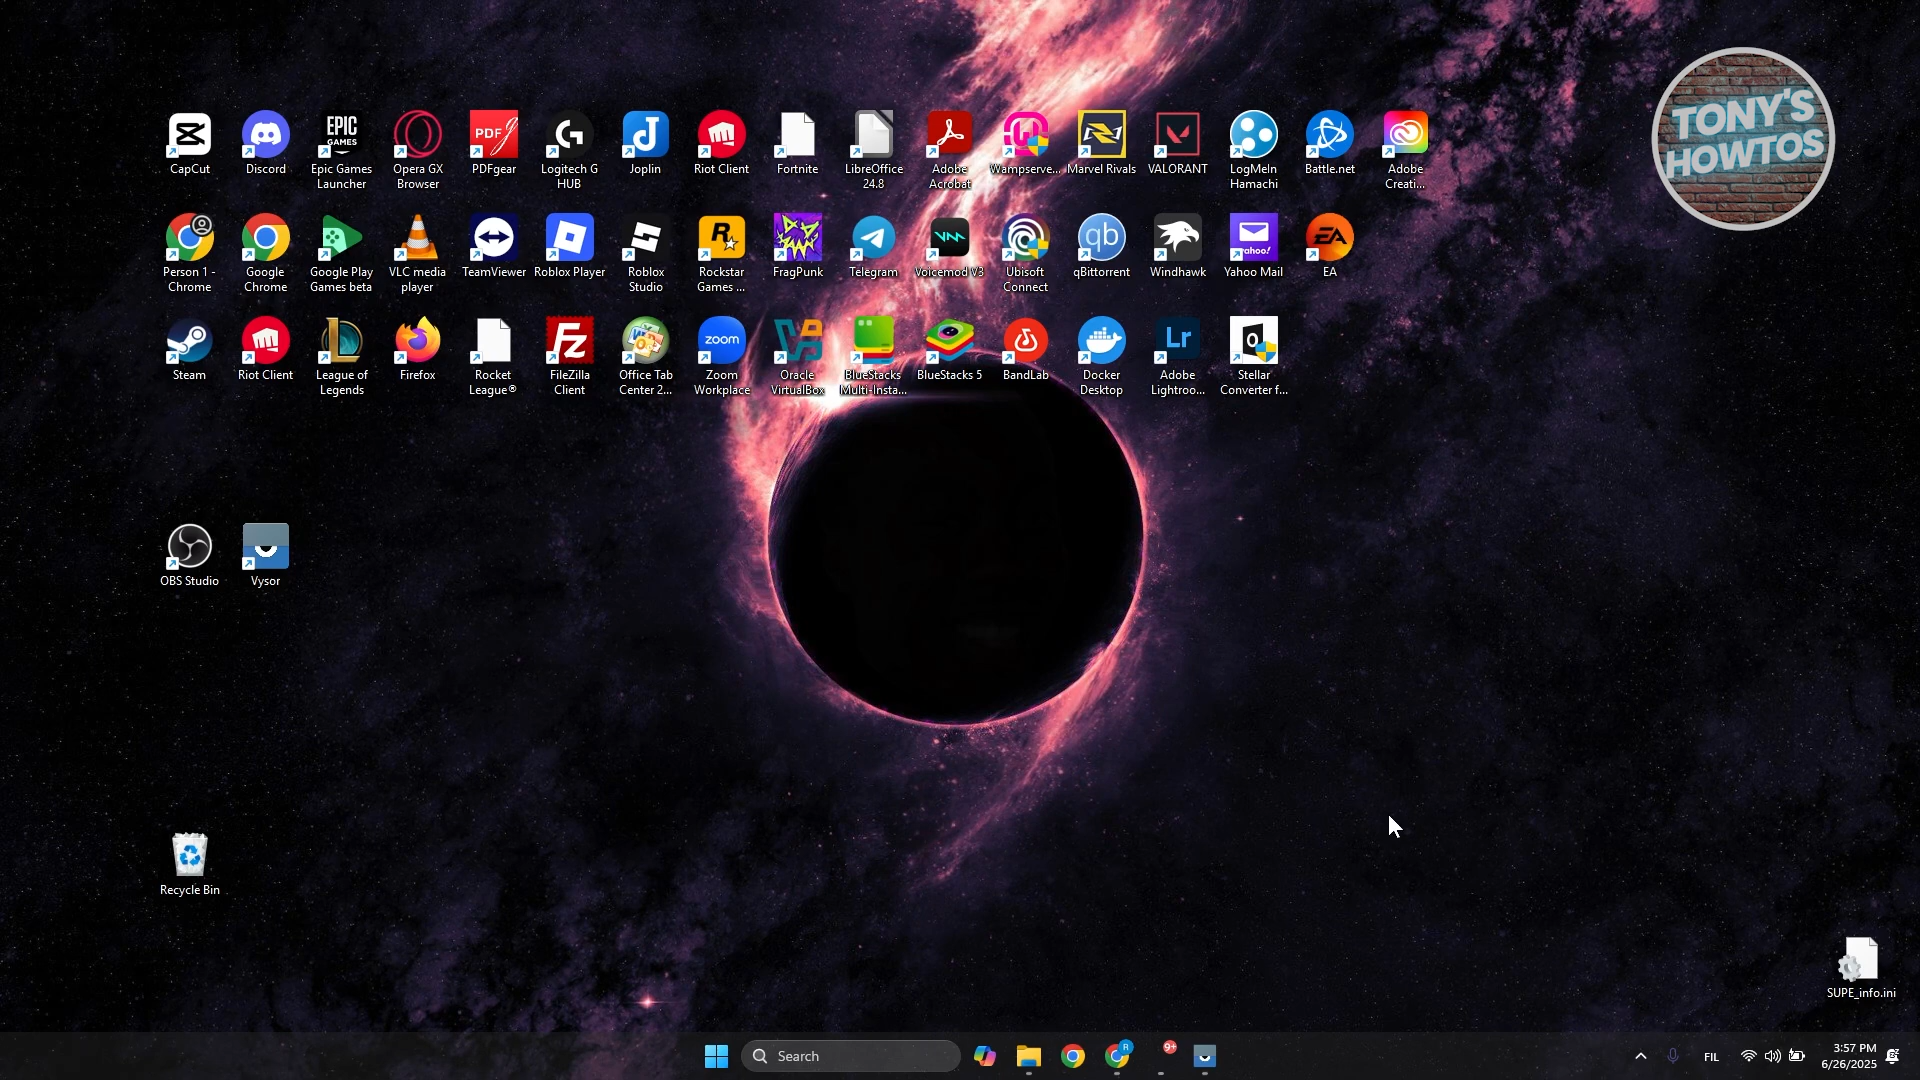 TONY'S
HOWTOS
EPIC
GAMES
PDF
CapCut
Discord
Epic Games
Launcher
Opera GX
Browser
PDFgear
Logitech G
HUB
Joplin
Riot Client
Fortnite
LibreOffice
24.8
Adobe
Acrobat
Wampserve...
Marvel Rivals
VALORANT
LogMeIn
Hamachi
Battle.net
Adobe
Creati...
qb
yahoo!
EA
Person 1 -
Chrome
Google
Chrome
Google Play
Games beta
VLC media
player
TeamViewer
Roblox Player
Roblox
Studio
Rockstar
Games ...
FragPunk
Telegram
Voicemod V3
Ubisoft
Connect
qBittorrent
Windhawk
Yahoo Mail
EA
Fz
zoom
Lr
Steam
Riot Client
League of
Legends
Firefox
Rocket
League®
FileZilla
Client
Office Tab
Center 2...
Zoom
Workplace
Oracle
VirtualBox
BlueStacks
Multi-Insta...
BlueStacks 5
BandLab
Docker
Desktop
Adobe
Lightroo...
Stellar
Converter f...
OBS Studio
Vysor
Recycle Bin
SUPE_info.ini
Search
R
9+
FIL
3:57 PM
6/26/2025